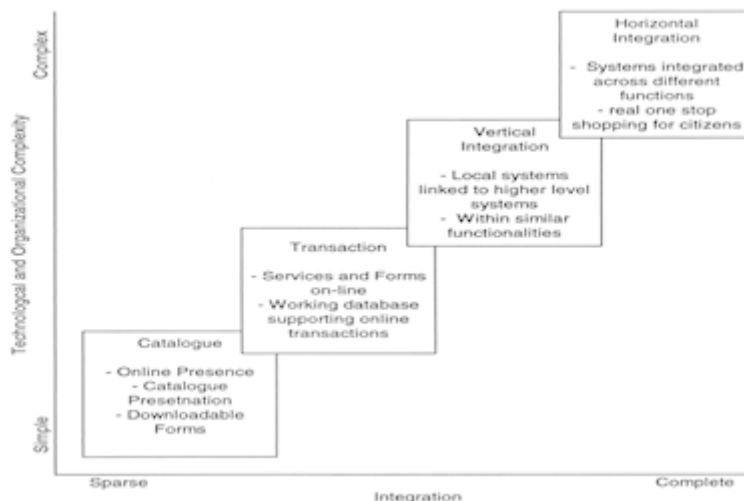 Complex
Technologcal and Organizational Complexity
Simple
Horizontal
Integration
- Systems integrated
across different
functions
- real one stop
shopping for citizens
Vertical
Integration
- Local systems
linked to higher level
systems
- Within similar
functionalities
Transaction
- Services and Forms
on-line
- Working database
supporting online
transactions
Catalogue
- Online Presence
- Catalogue
Presetnation
- Downloadable
Forms
Sparse
Complete
Integration